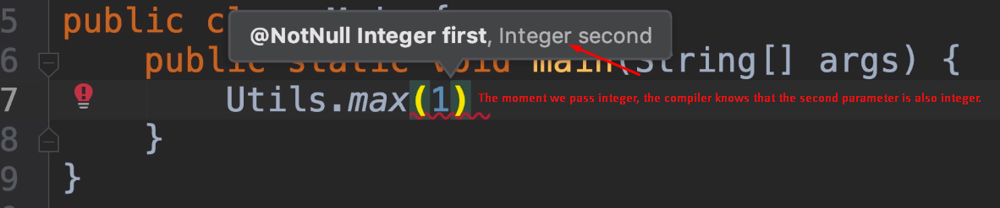 5 public cl
@NotNull Integer first, Integer second
6 public static void main(String[] args) {
7 Utils.max(1)
The moment we pass integer, the compiler knows that the second parameter is also integer.
8 }
9 }